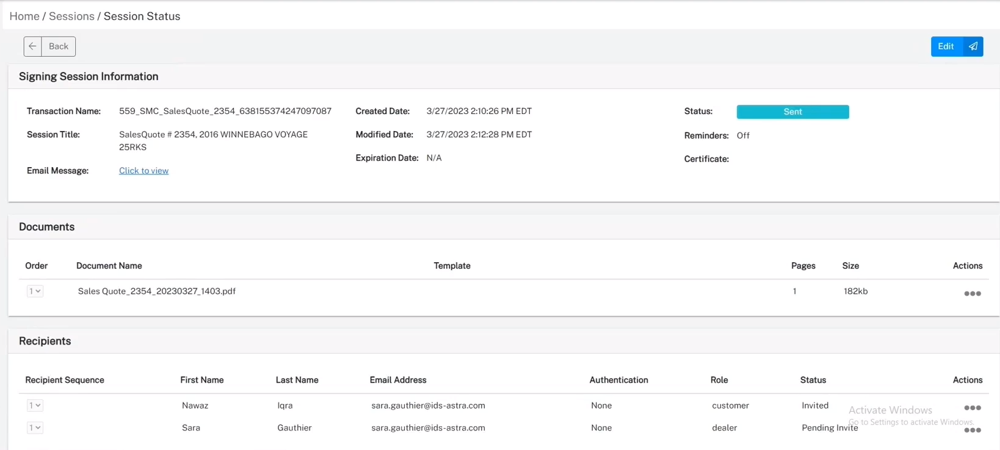 Home / Sessions / Session Status
Back
Edit
Signing Session Information
Transaction Name: 559_SMC_SalesQuote_2354_638155374247097087 Created Date: 3/27/2023 2:10:26 PM EDT Status: Sent
Session Title: SalesQuote # 2354, 2016 WINNEBAGO VOYAGE Modified Date: 3/27/2023 2:12:28 PM EDT Reminders: Off
25RKS
Expiration Date: N/A Certificate:
Email Message: Click to view
Documents
Order Document Name Template Pages Size Actions
1 Sales Quote_2354_20230327_1403.pdf 1 182kb
Recipients
Recipient Sequence First Name Last Name Email Address Authentication Role Status Actions
1 Nawaz Iqra sara.gauthier@ids-astra.com None customer Invited
Activate Windows
Go to Settings to activate Windows.
1 Sara Gauthier sara.gauthier@ids-astra.com None dealer Pending Invite